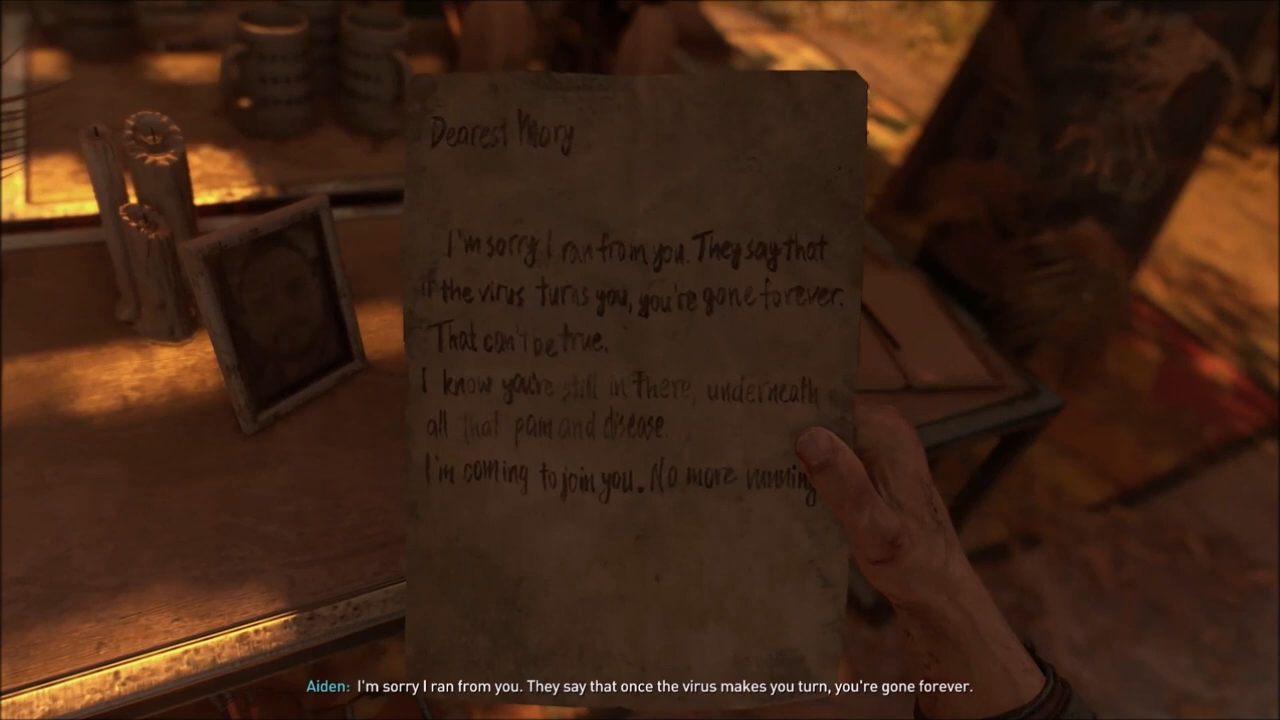 Dearest Mary
I'm sorry I ran from you. They say that
if the virus turns you, you're gone forever.
That can't be true.
I know you're still in there, underneath
all that pain and disease.
I'm coming to join you. No more running
Aiden: I'm sorry I ran from you. They say that once the virus makes you turn, you're gone forever.